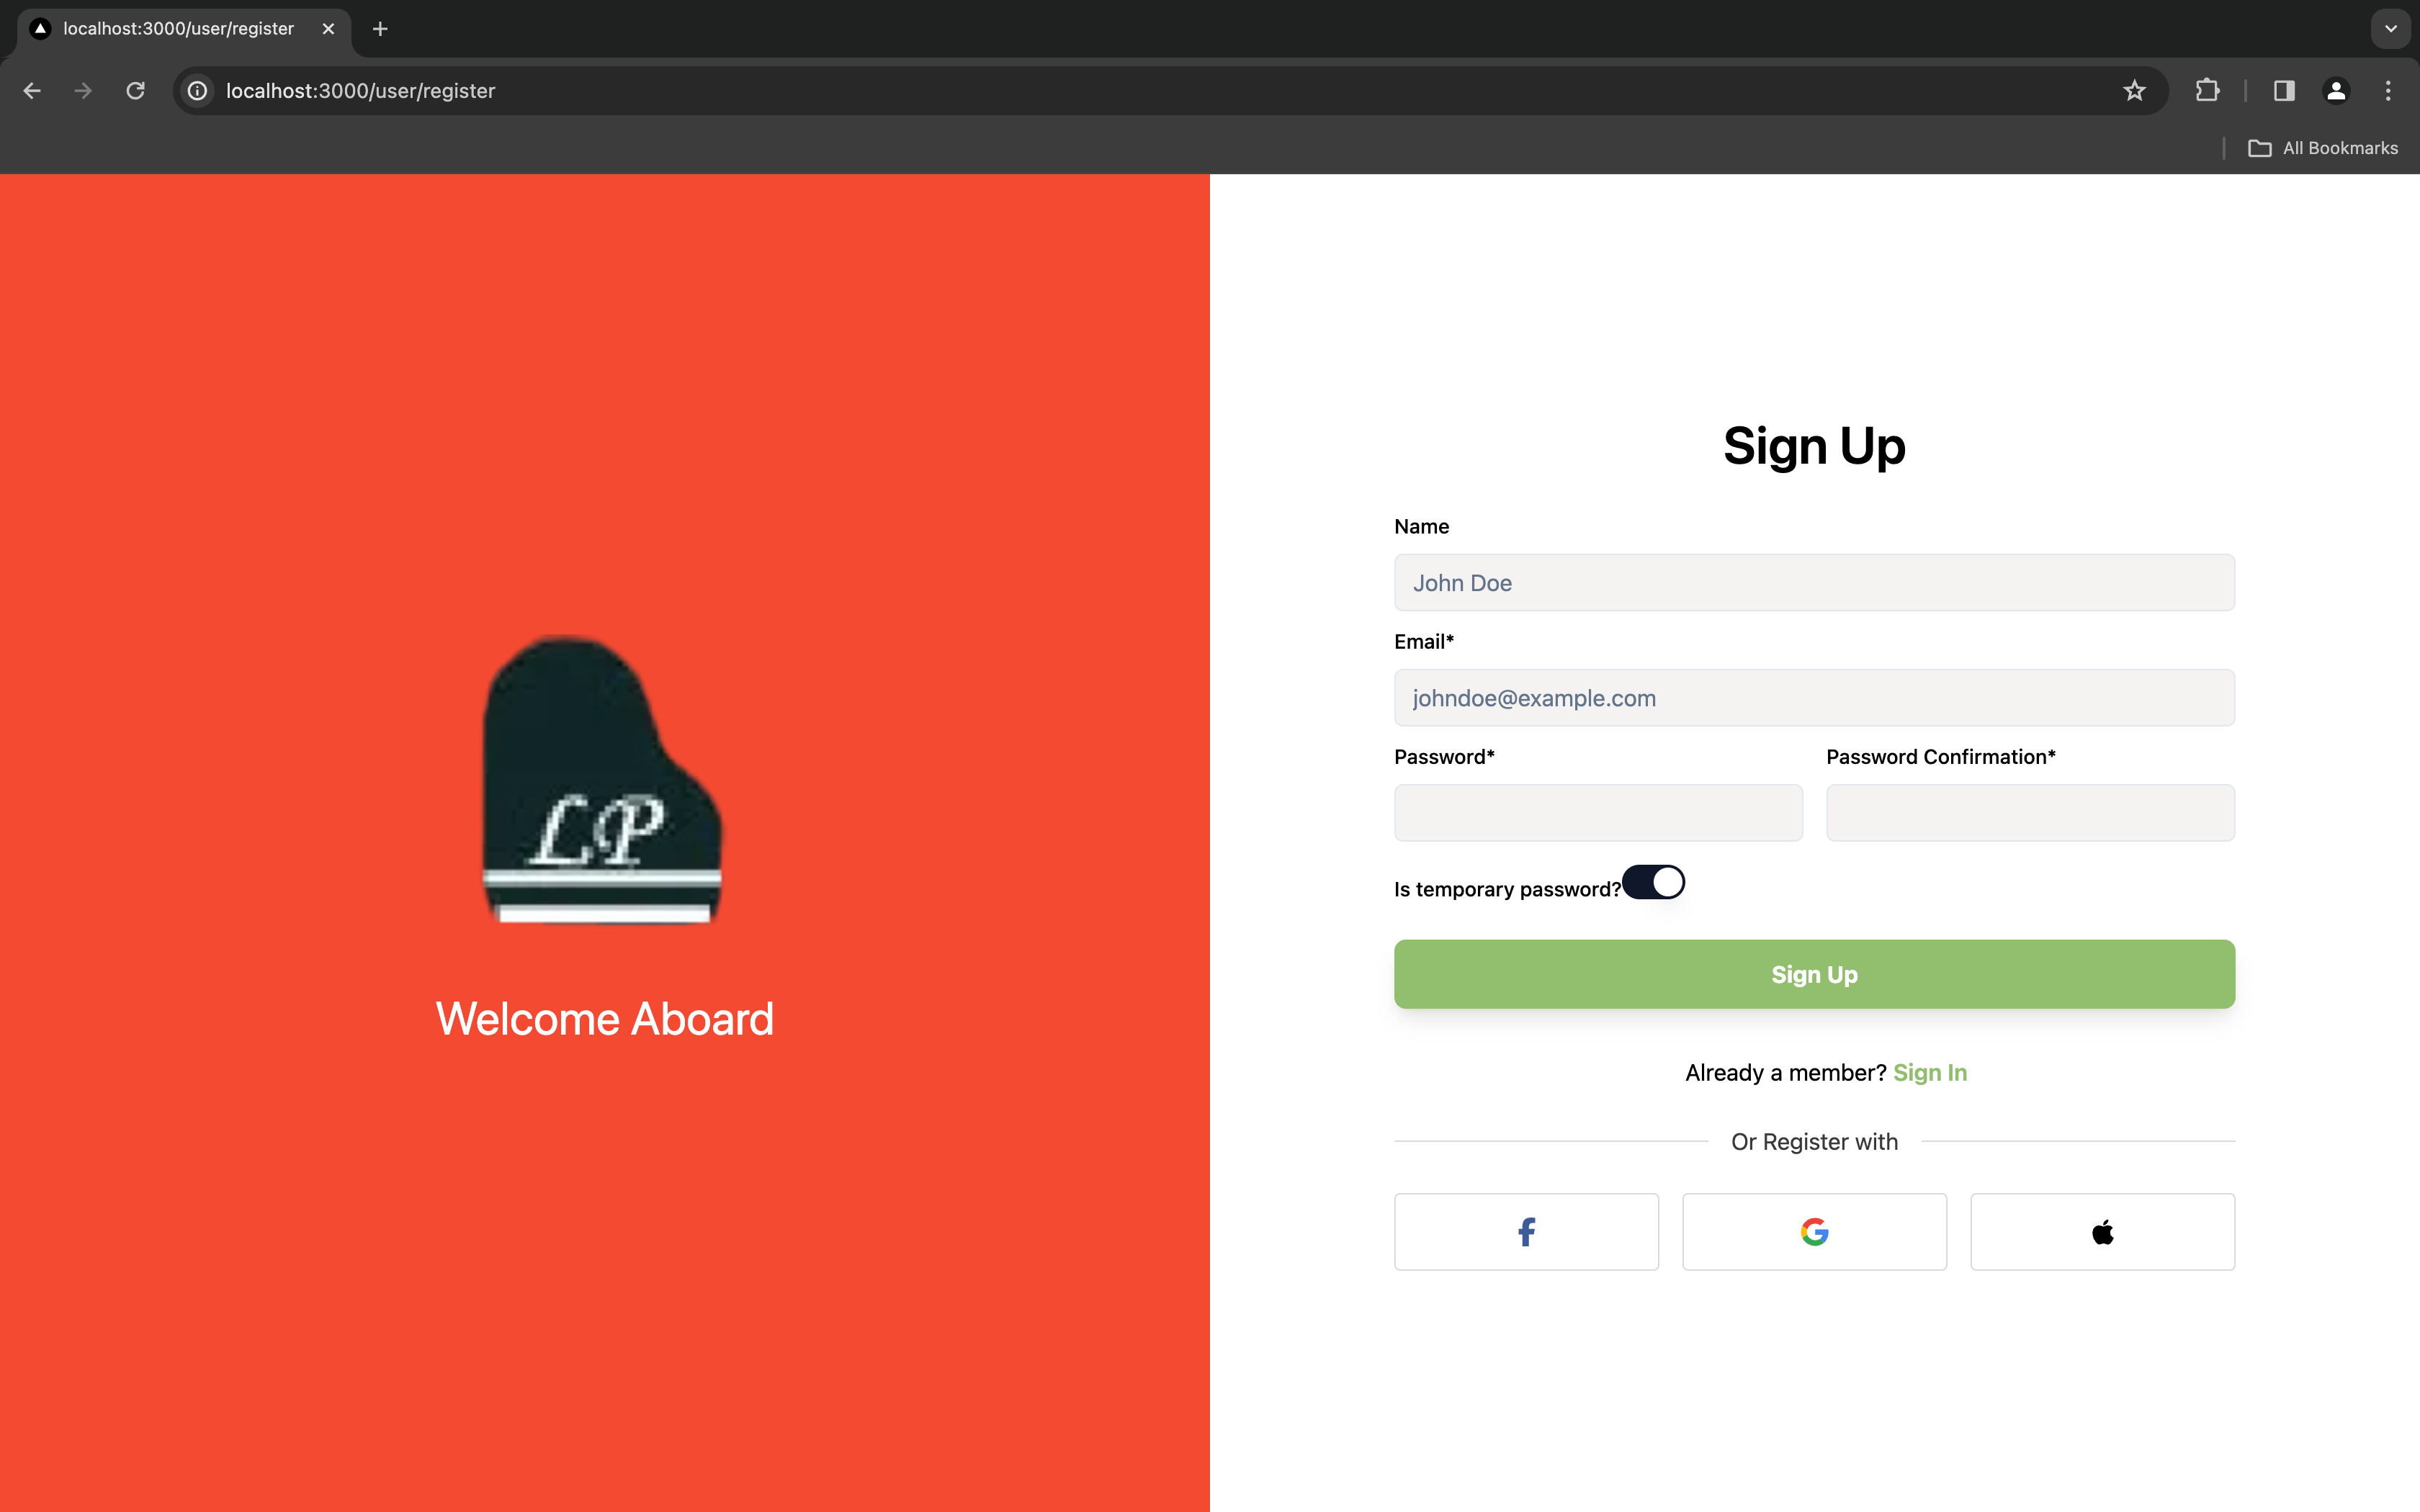 localhost:3000/user/register
localhost:3000/user/register
All Bookmarks
LP
Welcome Aboard
Sign Up
Name
John Doe
Email*
johndoe@example.com
Password* Password Confirmation*
Is temporary password?
Sign Up
Already a member? Sign In
Or Register with